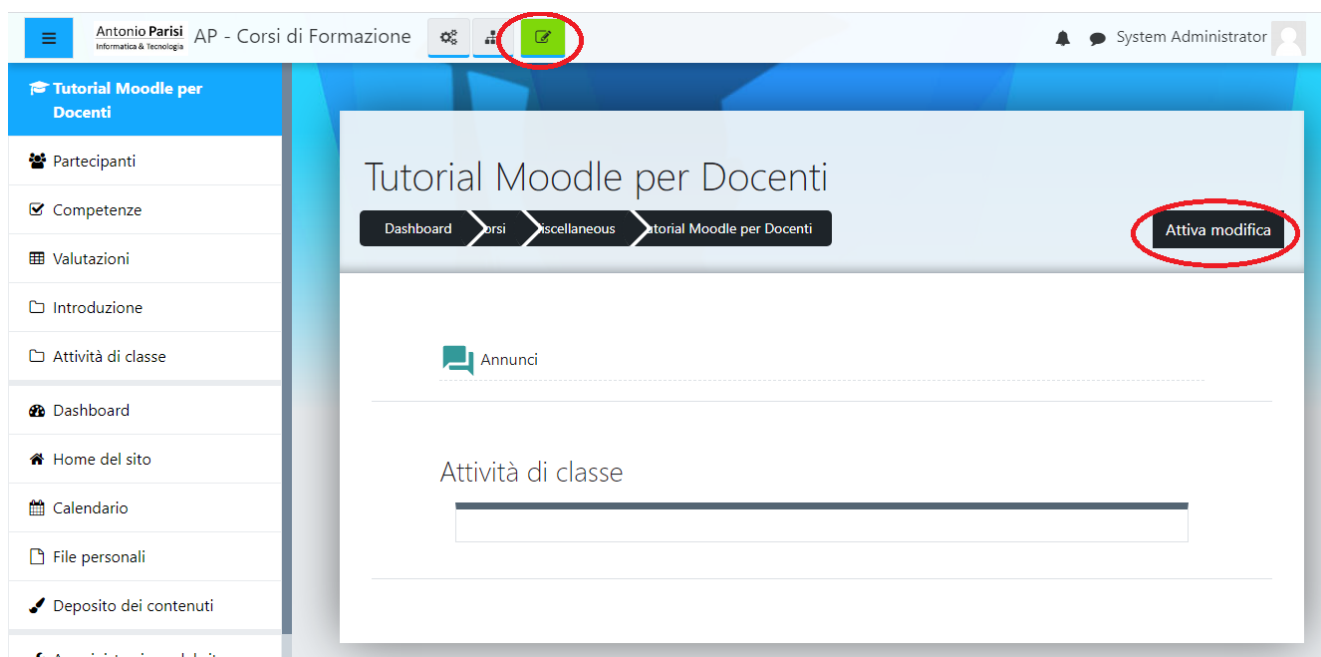 Antonio Parisi
Informatica & Tecnologia
AP - Corsi di Formazione
System Administrator
Tutorial Moodle per
Docenti
Partecipanti
Competenze
Valutazioni
Introduzione
Attività di classe
Dashboard
Home del sito
Calendario
File personali
Deposito dei contenuti
Tutorial Moodle per Docenti
Dashboard orsi iscellaneous utorial Moodle per Docenti
Attiva modifica
Annunci
Attività di classe